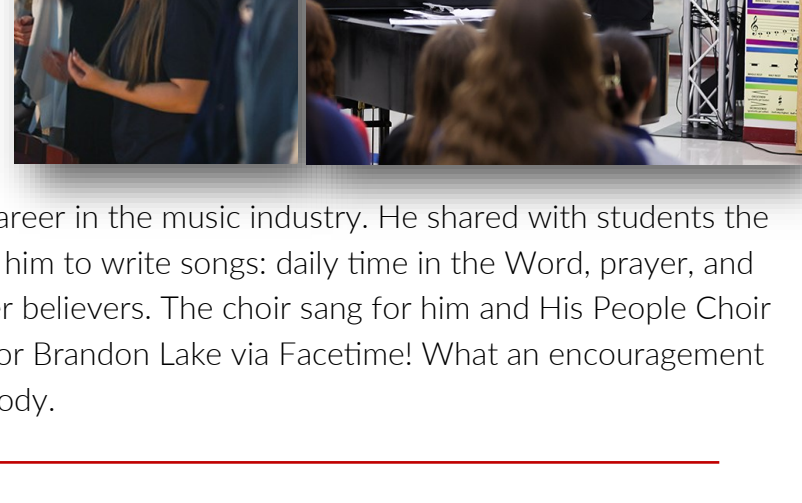 areer in the music industry. He shared with students the
him to write songs: daily time in the Word, prayer, and
r believers. The choir sang for him and His People Choir
or Brandon Lake via Facetime! What an encouragement
ody.